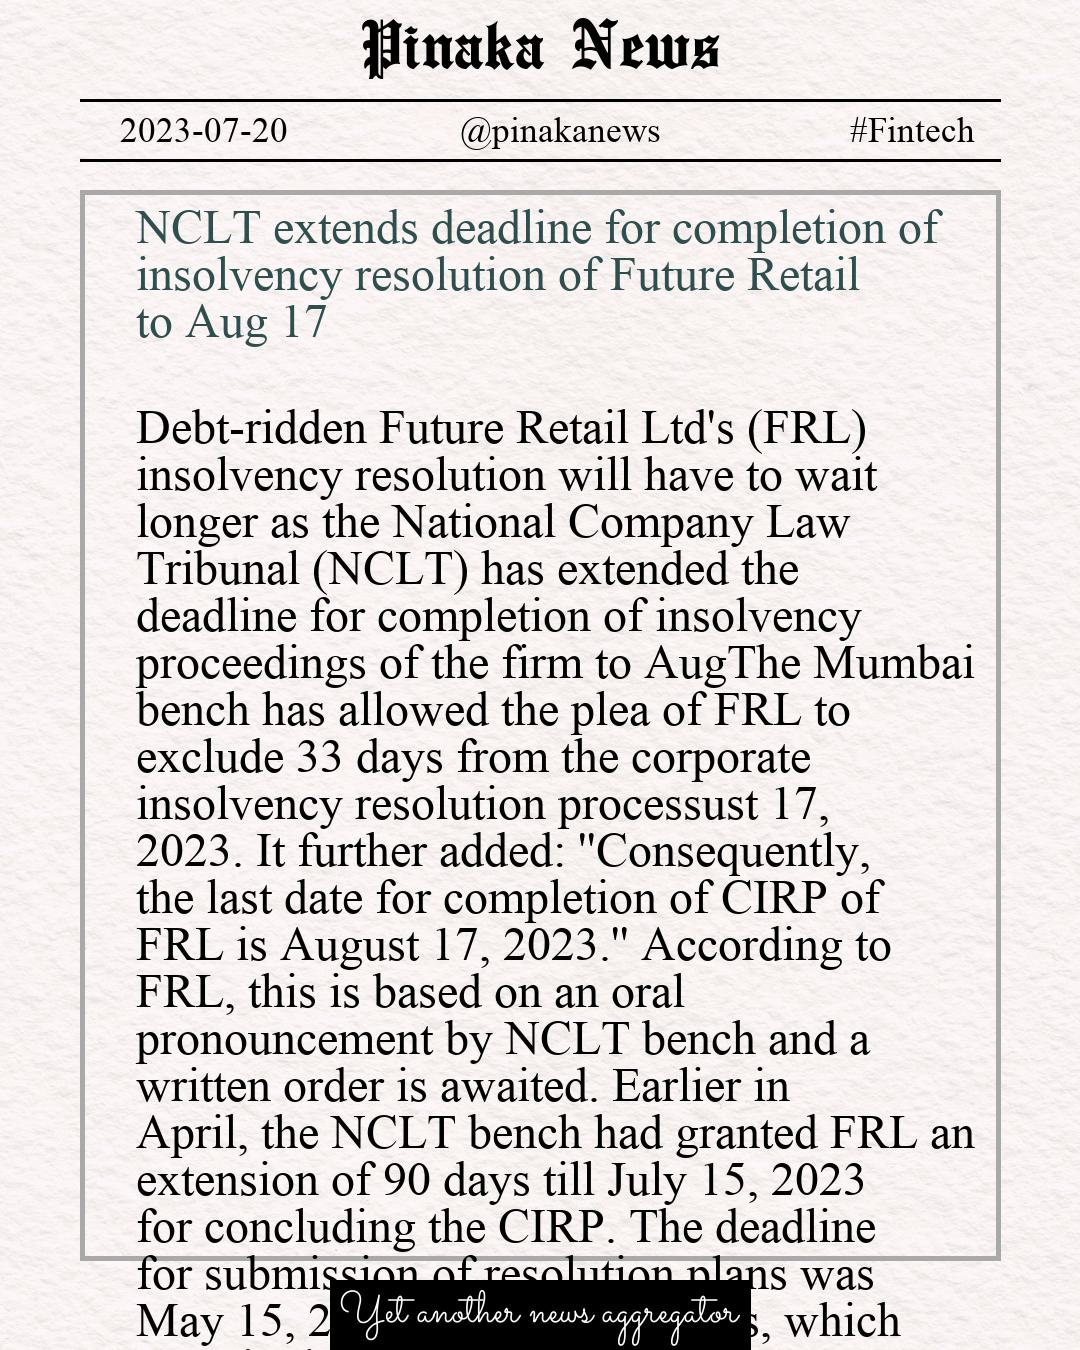 Pinaka News
2023-07-20 @pinakanews #Fintech
NCLT extends deadline for completion of
insolvency resolution of Future Retail
to Aug 17
Debt-ridden Future Retail Ltd's (FRL)
insolvency resolution will have to wait
longer as the National Company Law
Tribunal (NCLT) has extended the
deadline for completion of insolvency
proceedings of the firm to AugThe Mumbai
bench has allowed the plea of FRL to
exclude 33 days from the corporate
insolvency resolution processust 17,
2023. It further added: "Consequently,
the last date for completion of CIRP of
FRL is August 17, 2023." According to
FRL, this is based on an oral
pronouncement by NCLT bench and a
written order is awaited. Earlier in
April, the NCLT bench had granted FRL an
extension of 90 days till July 15, 2023
for concluding the CIRP. The deadline
for submission of resolution plans was
May 15, 2 s, which
Yet another news aggregator